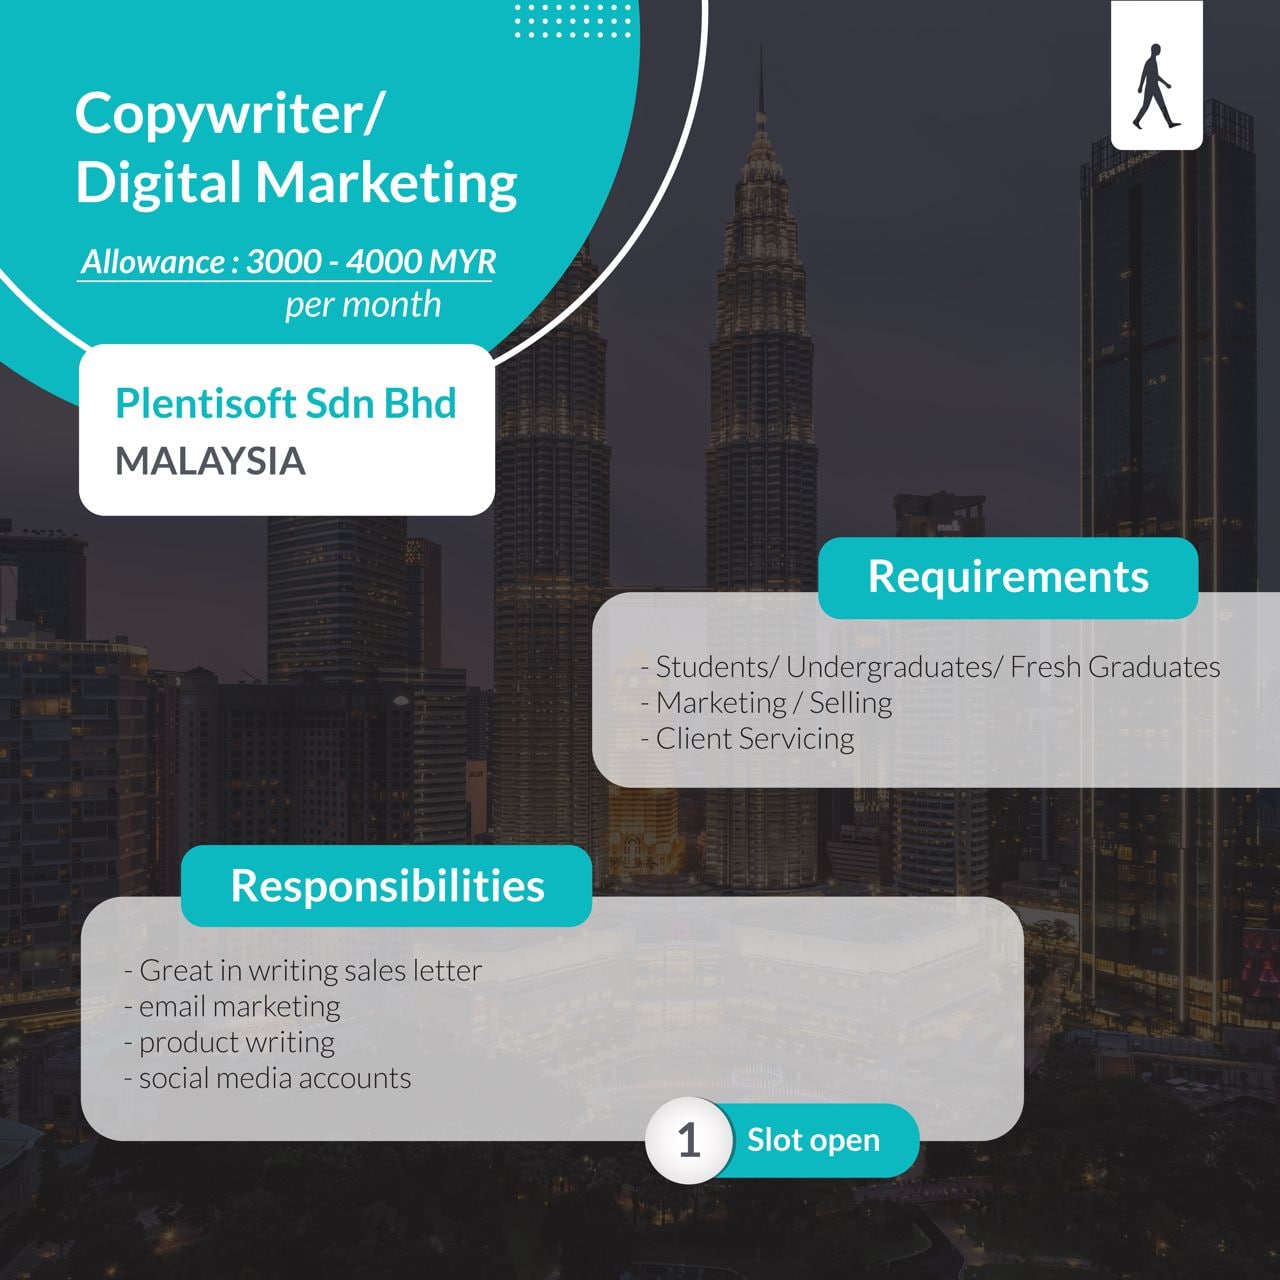 Copywriter/
Digital Marketing
Allowance : 3000 - 4000 MYR
per month
Plentisoft Sdn Bhd
MALAYSIA
FOUR SEAS
Requirements
- Students/ Undergraduates/ Fresh Graduates
- Marketing / Selling
- Client Servicing
Responsibilities
- Great in writing sales letter
- email marketing
- product writing
- social media accounts
1 Slot open